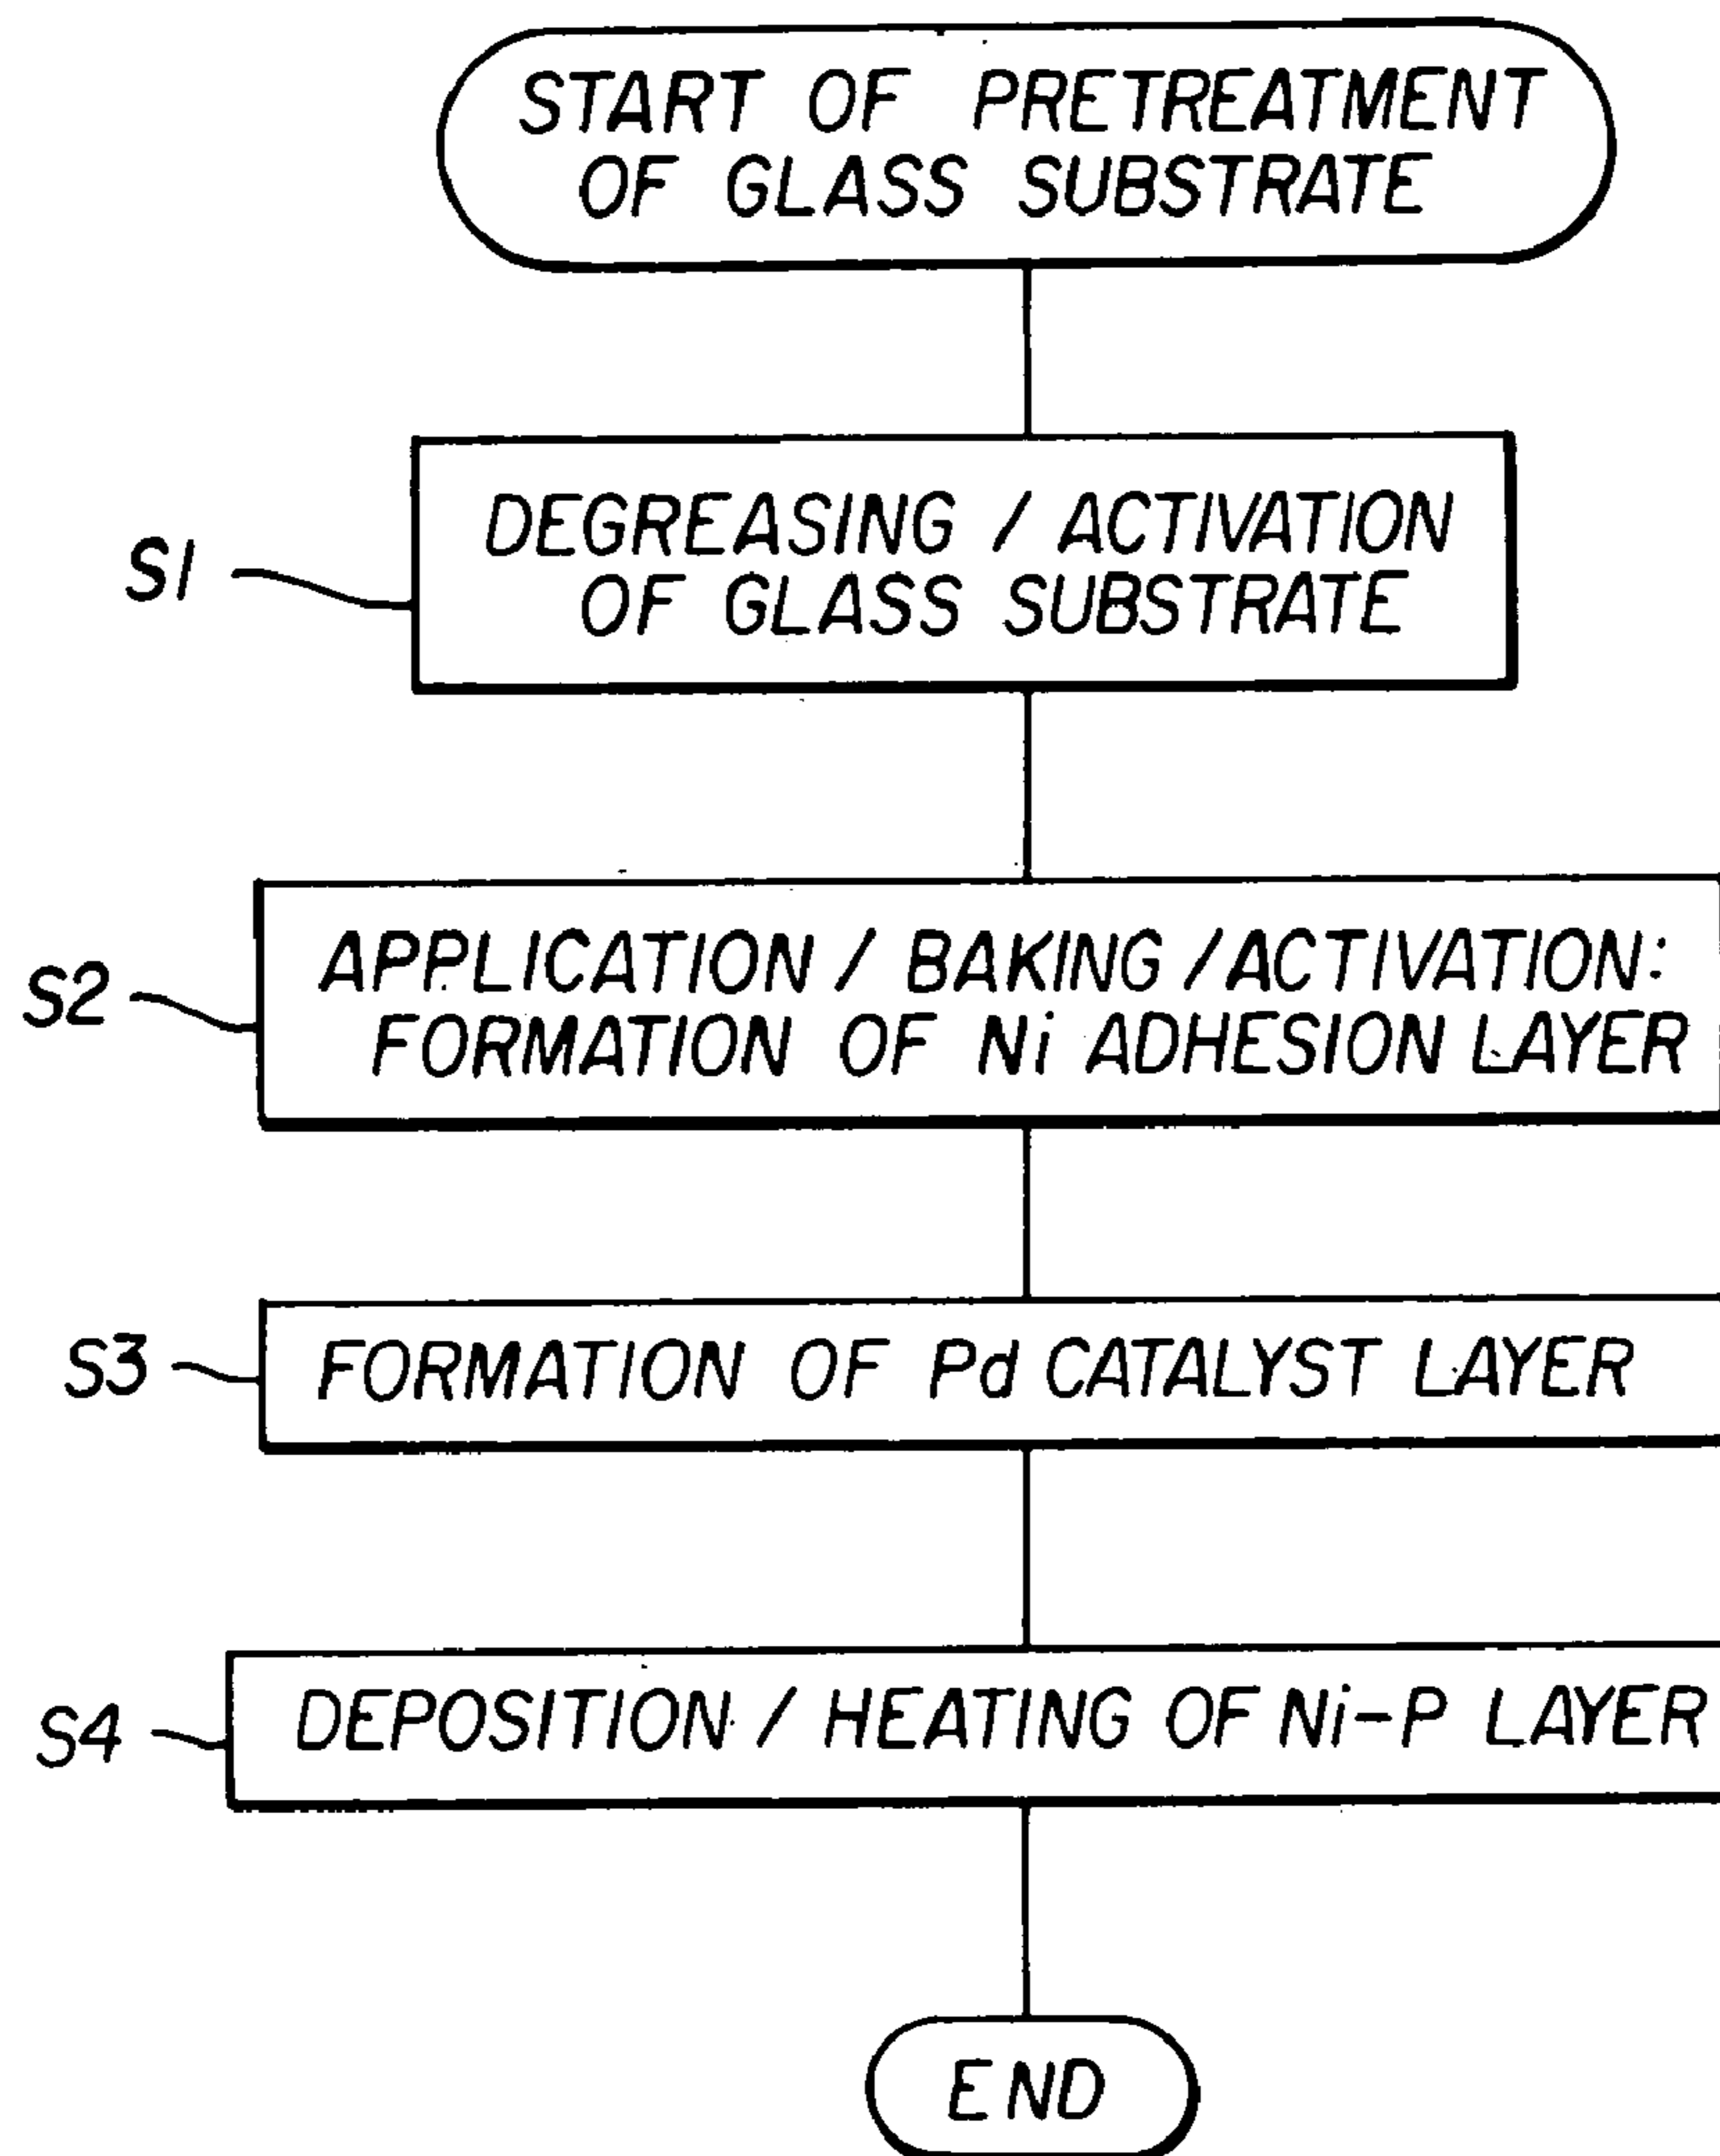 START OF PRETREATMENT
OF GLASS SUBSTRATE
S1
DEGREASING / ACTIVATION
OF GLASS SUBSTRATE
S2
APPLICATION / BAKING / ACTIVATION:
FORMATION OF Ni ADHESION LAYER
S3
FORMATION OF Pd CATALYST LAYER
S4
DEPOSITION / HEATING OF Ni-P LAYER
END